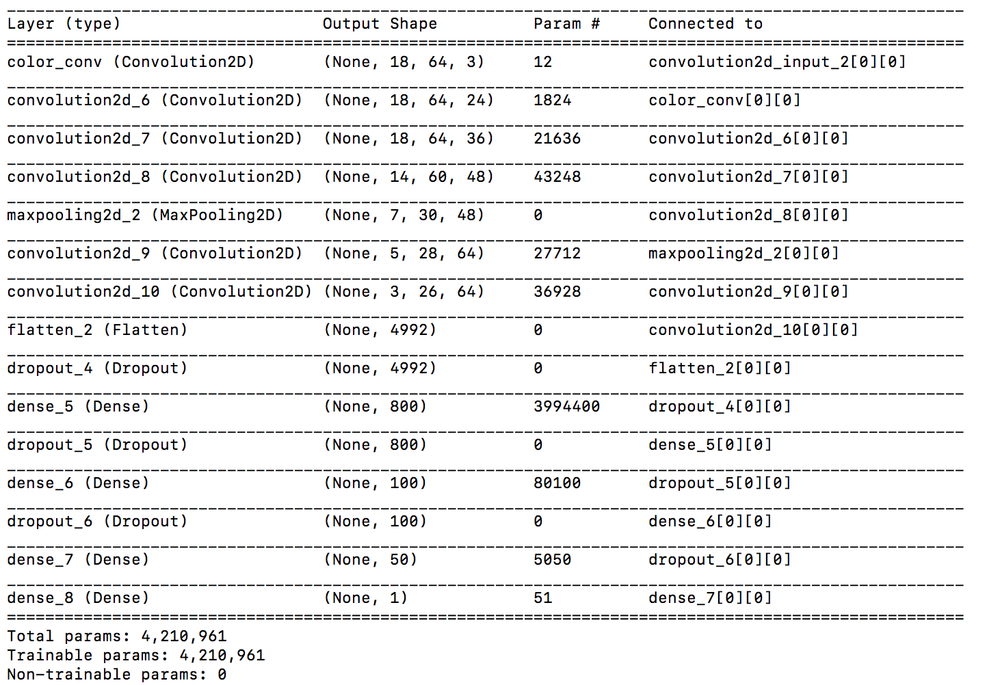 ____________________________________________________________________________________________________
Layer (type)                     Output Shape          Param #     Connected to
====================================================================================================
color_conv (Convolution2D)       (None, 18, 64, 3)     12          convolution2d_input_2[0][0]
____________________________________________________________________________________________________
convolution2d_6 (Convolution2D)  (None, 18, 64, 24)    1824        color_conv[0][0]
____________________________________________________________________________________________________
convolution2d_7 (Convolution2D)  (None, 18, 64, 36)    21636       convolution2d_6[0][0]
____________________________________________________________________________________________________
convolution2d_8 (Convolution2D)  (None, 14, 60, 48)    43248       convolution2d_7[0][0]
____________________________________________________________________________________________________
maxpooling2d_2 (MaxPooling2D)    (None, 7, 30, 48)     0           convolution2d_8[0][0]
____________________________________________________________________________________________________
convolution2d_9 (Convolution2D)  (None, 5, 28, 64)     27712       maxpooling2d_2[0][0]
____________________________________________________________________________________________________
convolution2d_10 (Convolution2D) (None, 3, 26, 64)     36928       convolution2d_9[0][0]
____________________________________________________________________________________________________
flatten_2 (Flatten)              (None, 4992)          0           convolution2d_10[0][0]
____________________________________________________________________________________________________
dropout_4 (Dropout)              (None, 4992)          0           flatten_2[0][0]
____________________________________________________________________________________________________
dense_5 (Dense)                  (None, 800)           3994400     dropout_4[0][0]
____________________________________________________________________________________________________
dropout_5 (Dropout)              (None, 800)           0           dense_5[0][0]
____________________________________________________________________________________________________
dense_6 (Dense)                  (None, 100)           80100       dropout_5[0][0]
____________________________________________________________________________________________________
dropout_6 (Dropout)              (None, 100)           0           dense_6[0][0]
____________________________________________________________________________________________________
dense_7 (Dense)                  (None, 50)            5050        dropout_6[0][0]
____________________________________________________________________________________________________
dense_8 (Dense)                  (None, 1)             51          dense_7[0][0]
====================================================================================================
Total params: 4,210,961
Trainable params: 4,210,961
Non-trainable params: 0